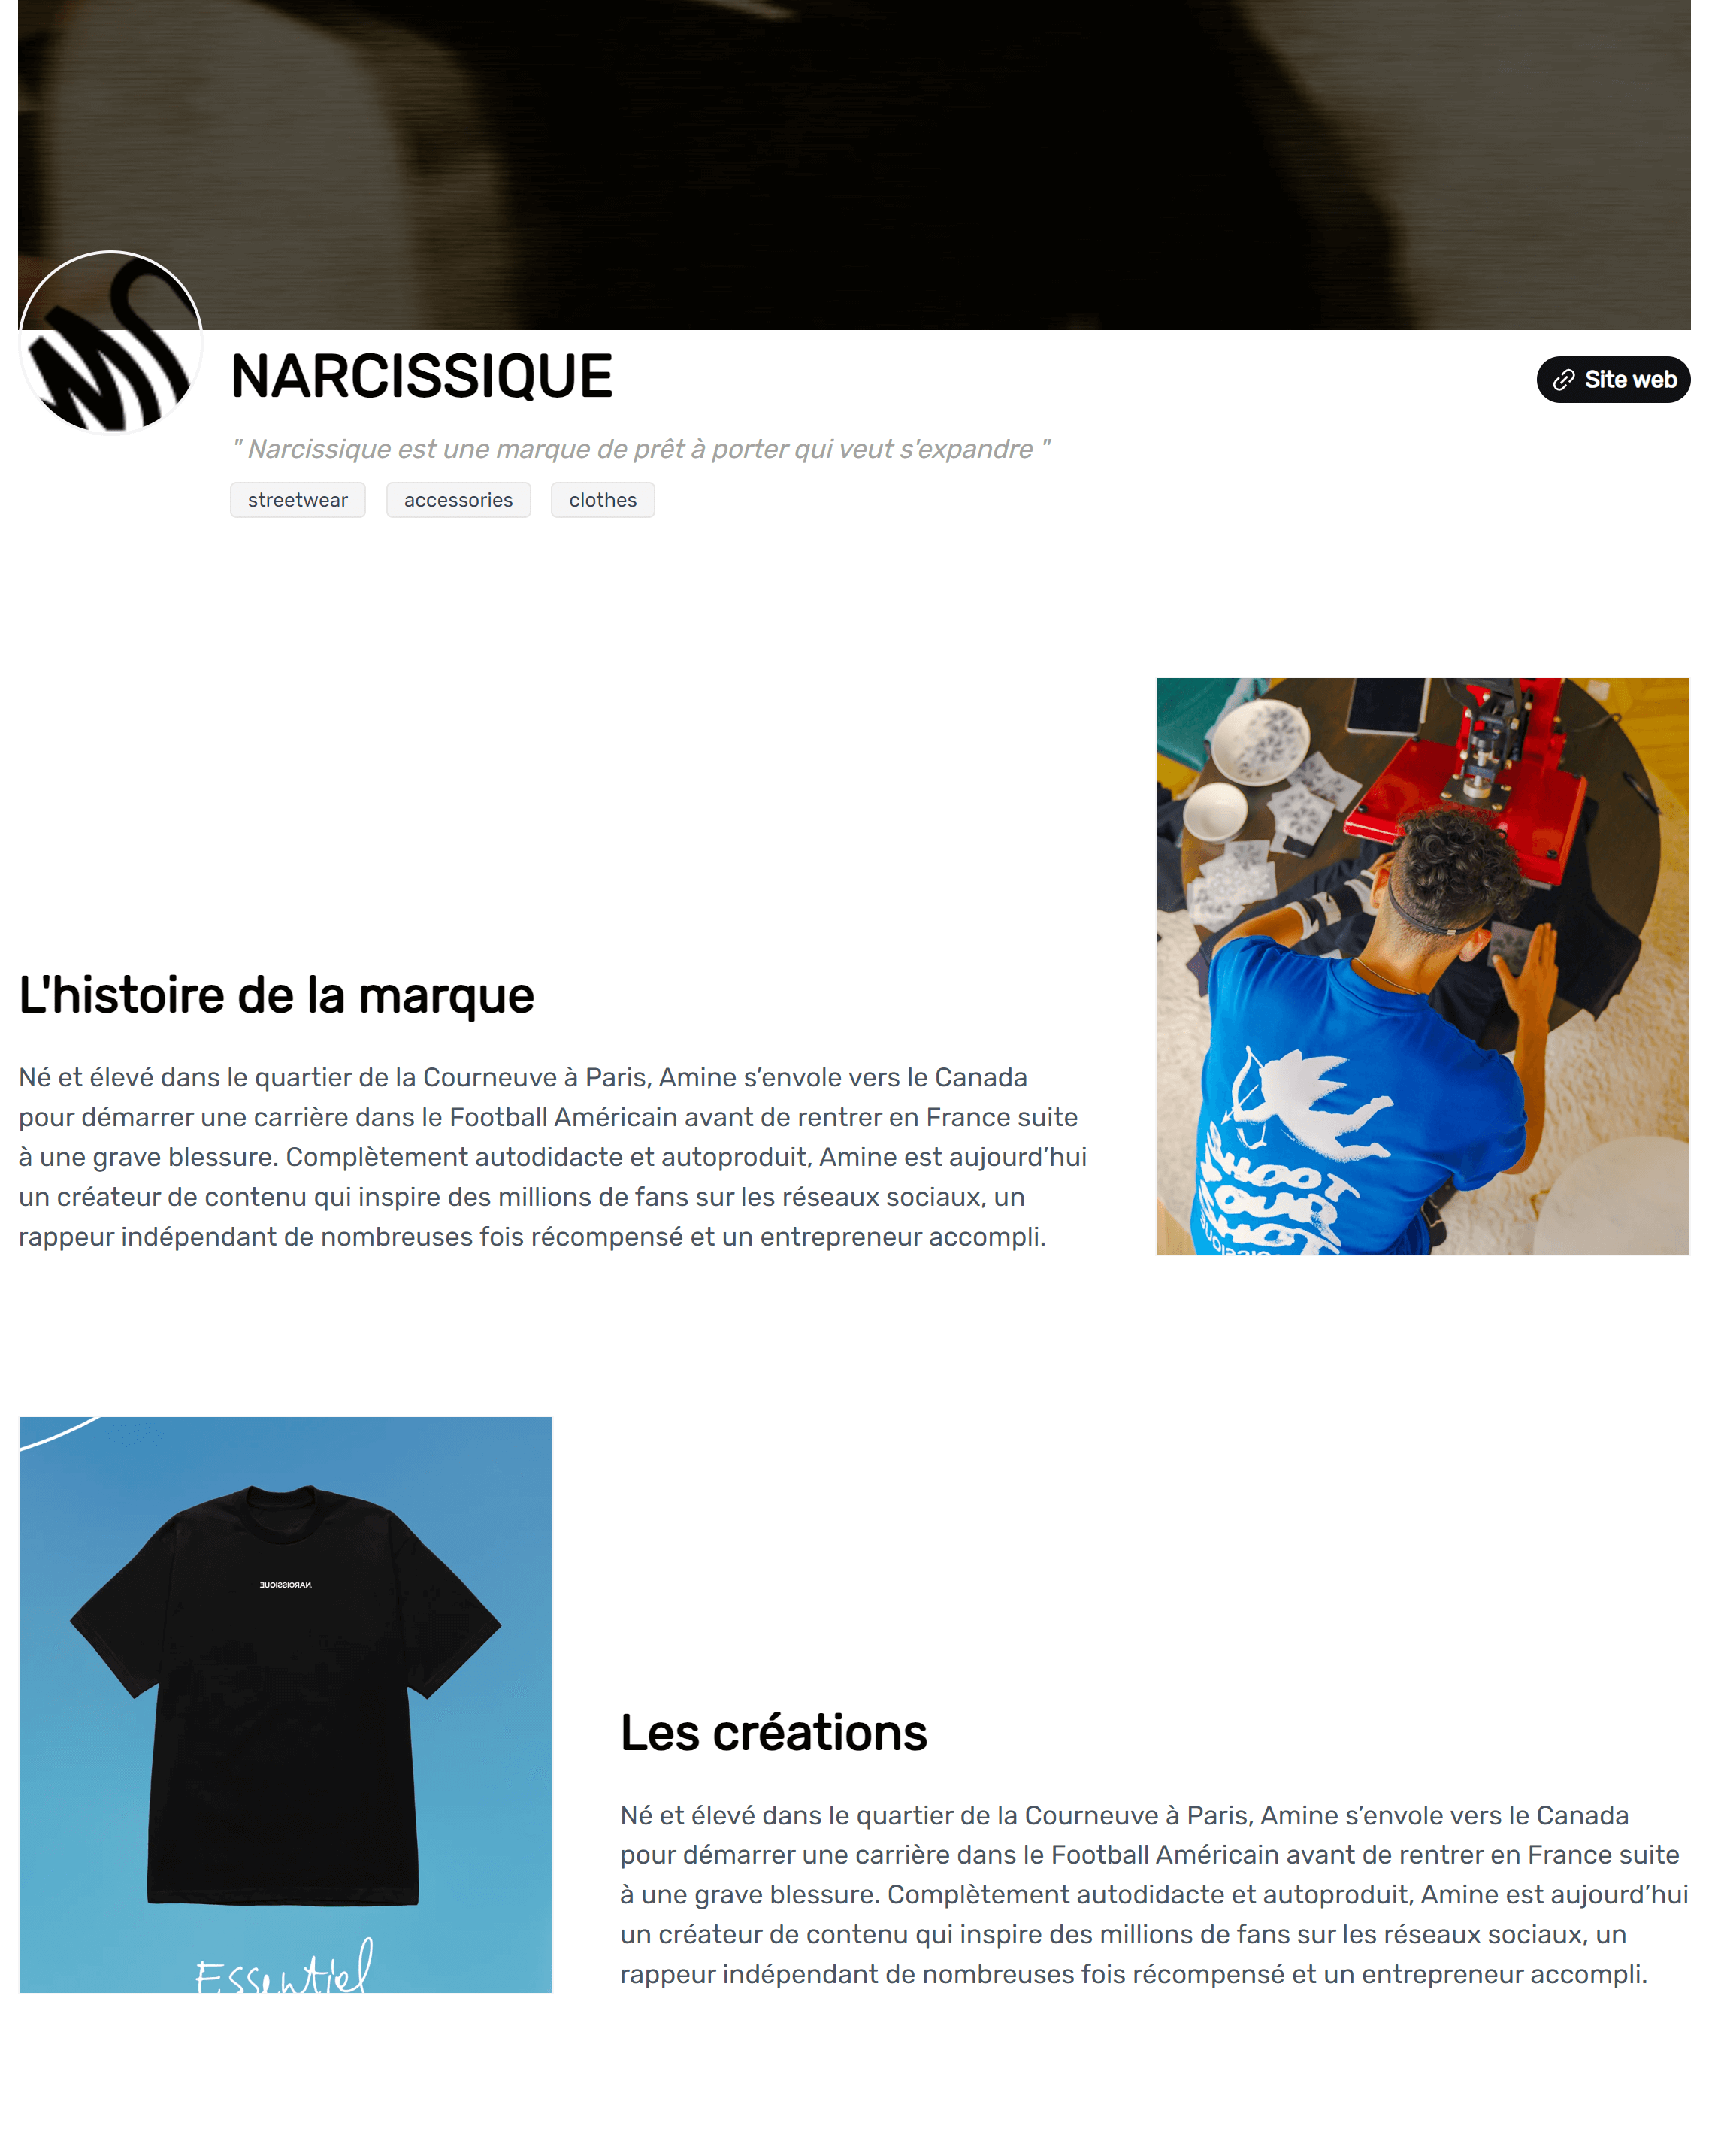 NARCISSIQUE
Site web
" Narcissique est une marque de prêt à porter qui veut s'expandre "
streetwear
accessories
clothes
L'histoire de la marque
Né et élevé dans le quartier de la Courneuve à Paris, Amine s’envole vers le Canada
pour démarrer une carrière dans le Football Américain avant de rentrer en France suite
à une grave blessure. Complètement autodidacte et autoproduit, Amine est aujourd’hui
un créateur de contenu qui inspire des millions de fans sur les réseaux sociaux, un
rappeur indépendant de nombreuses fois récompensé et un entrepreneur accompli.
SHOOT
YOUR
SHOT
NARCISSIQUE
Essentiel
Les créations
Né et élevé dans le quartier de la Courneuve à Paris, Amine s’envole vers le Canada
pour démarrer une carrière dans le Football Américain avant de rentrer en France suite
à une grave blessure. Complètement autodidacte et autoproduit, Amine est aujourd’hui
un créateur de contenu qui inspire des millions de fans sur les réseaux sociaux, un
rappeur indépendant de nombreuses fois récompensé et un entrepreneur accompli.